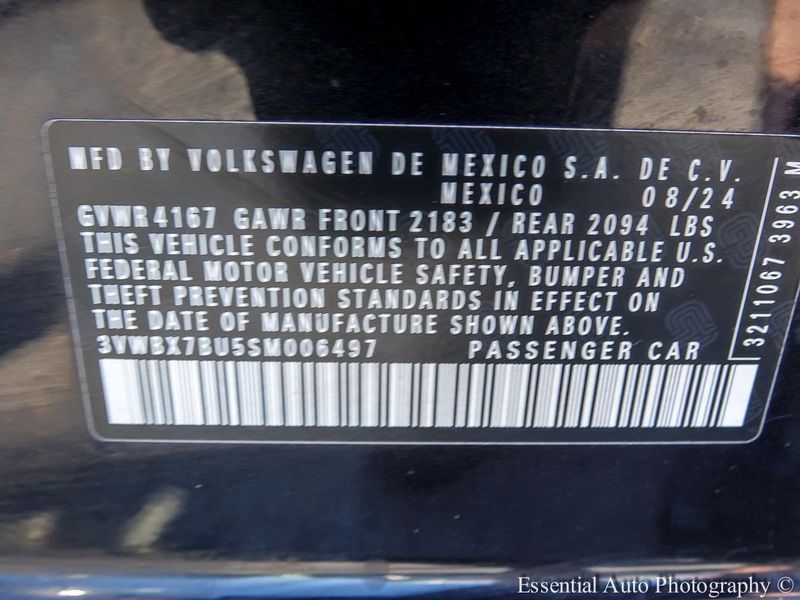 MFD BY VOLKSWAGEN DE MEXICO S.A. DE C.V.
MEXICO 08/24
GVWR 4167 GAWR FRONT 2183 / REAR 2094 LBS
THIS VEHICLE CONFORMS TO ALL APPLICABLE U.S.
FEDERAL MOTOR VEHICLE SAFETY, BUMPER AND
THEFT PREVENTION STANDARDS IN EFFECT ON
THE DATE OF MANUFACTURE SHOWN ABOVE.
3VWBX7BU5SM006497 PASSENGER CAR
3211067 3963 M
Essential Auto Photography ©